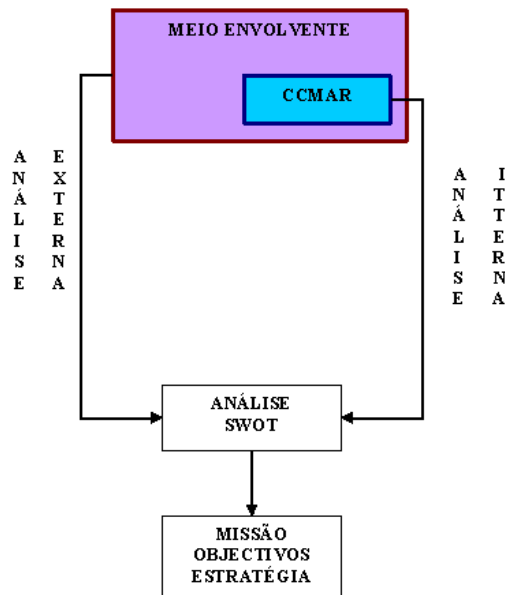 MEIO ENVOLVENTE
CCMAR
ANÁLISE
EXTERNA
ANÁLISE
ITTERNA
ANÁLISE
SWOT
MISSÃO
OBJECTIVOS
ESTRATÉGIA